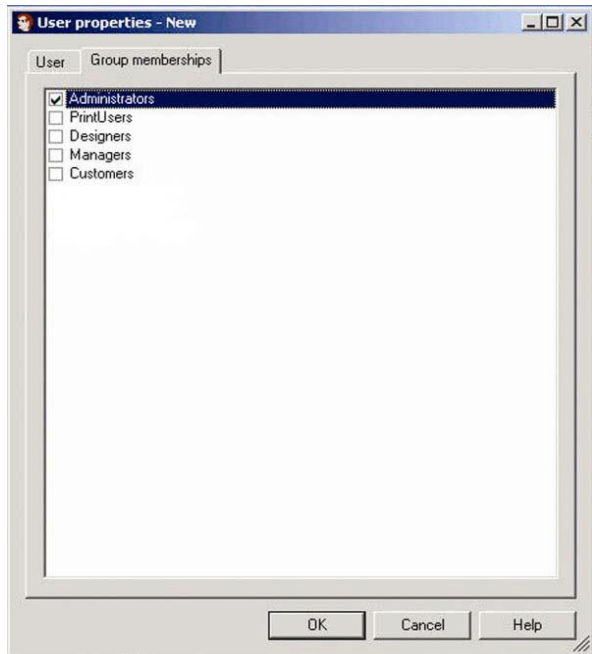 User properties - New
User Group memberships
Administrators
PrintUsers
Designers
Managers
Customers
OK Cancel Help